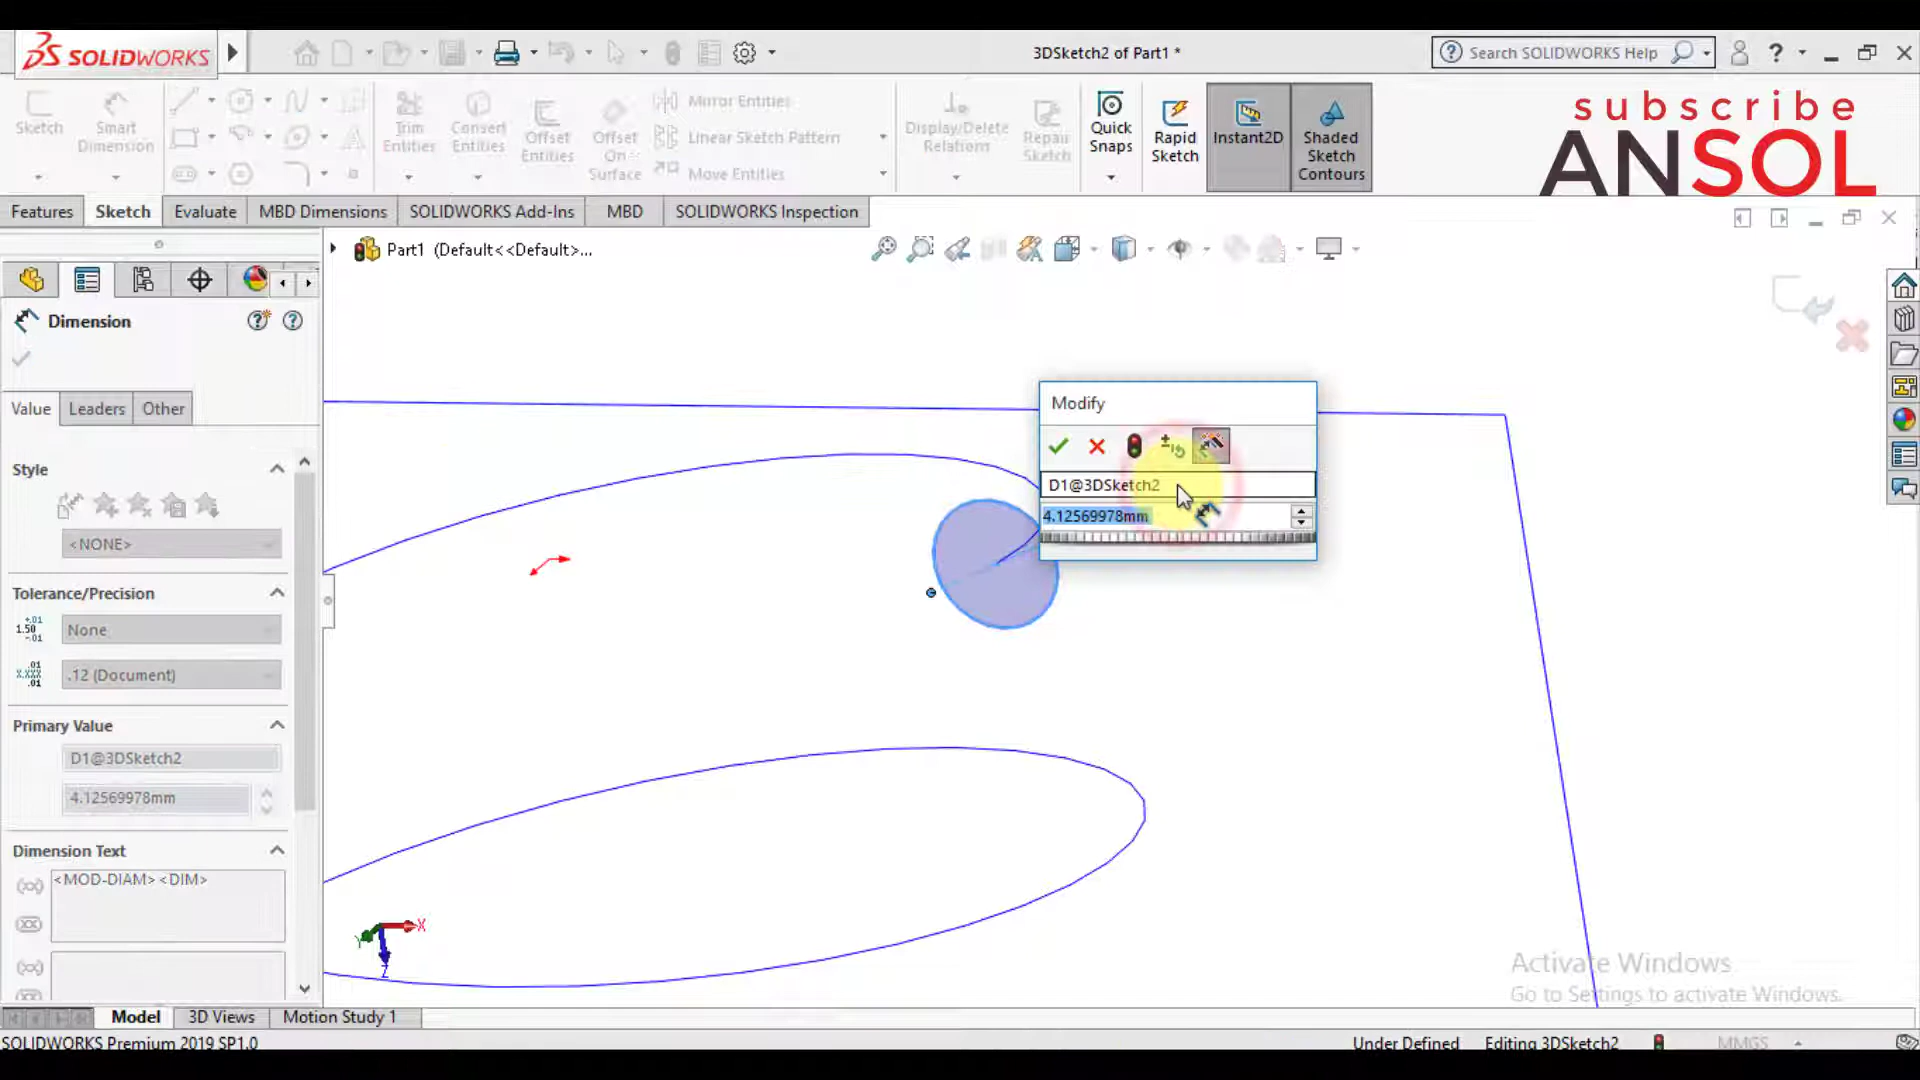 SOLIDWORKS
3DSketch2 of Part1 *
Search SOLIDWORKS Help
?
subscribe
ANSOL
Sketch
Smart
Dimension
Trim
Entities
Convert
Entities
Offset
Entities
Offset
On
Surface
Mirror Entities
Linear Sketch Pattern
Move Entities
Display/Delete
Relations
Repair
Sketch
Quick
Snaps
Rapid
Sketch
Instant2D
Shaded
Sketch
Contours
Features
Sketch
Evaluate
MBD Dimensions
SOLIDWORKS Add-Ins
MBD
SOLIDWORKS Inspection
Part1 (Default<<Default>...
Dimension
Value
Leaders
Other
Style
<NONE>
Tolerance/Precision
None
.12 (Document)
Primary Value
D1@3DSketch2
4.12569978mm
Dimension Text
<MOD-DIAM><DIM>
Modify
D1@3DSketch2
4.12569978mm
X
Y
Z
Activate Windows
Go to Settings to activate Windows.
Model
3D Views
Motion Study 1
SOLIDWORKS Premium 2019 SP1.0
Under Defined
Editing 3DSketch2
MMGS